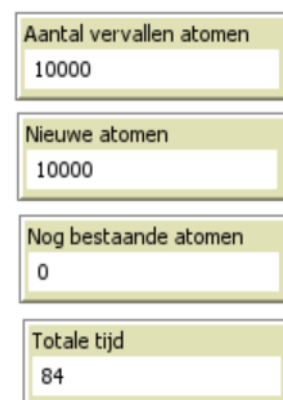 Aantal vervallen atomen
10000
Nieuwe atomen
10000
Nog bestaande atomen
0
Totale tijd
84